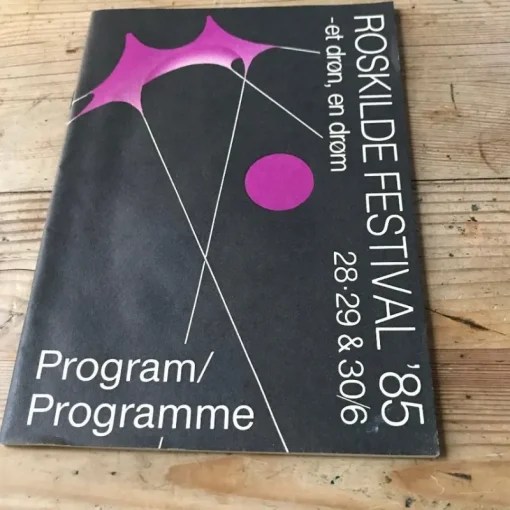 ROSKILDE FESTIVAL '85
-et drøn, en drøm
28·29 & 30/6
Program/
Programme